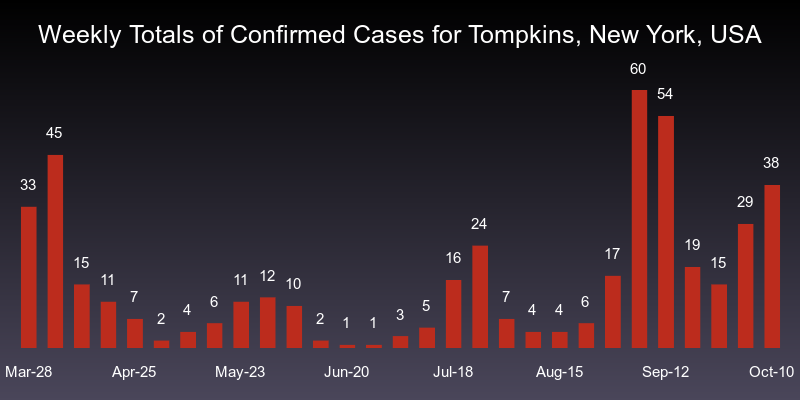 Weekly Totals of Confirmed Cases for Tompkins, New York, USA
33 45 15 11 7 2 4 6 11 12 10 2 1 1 3 5 16 24 7 4 4 6 17 60 54 19 15 29 38
Mar-28 Apr-25 May-23 Jun-20 Jul-18 Aug-15 Sep-12 Oct-10